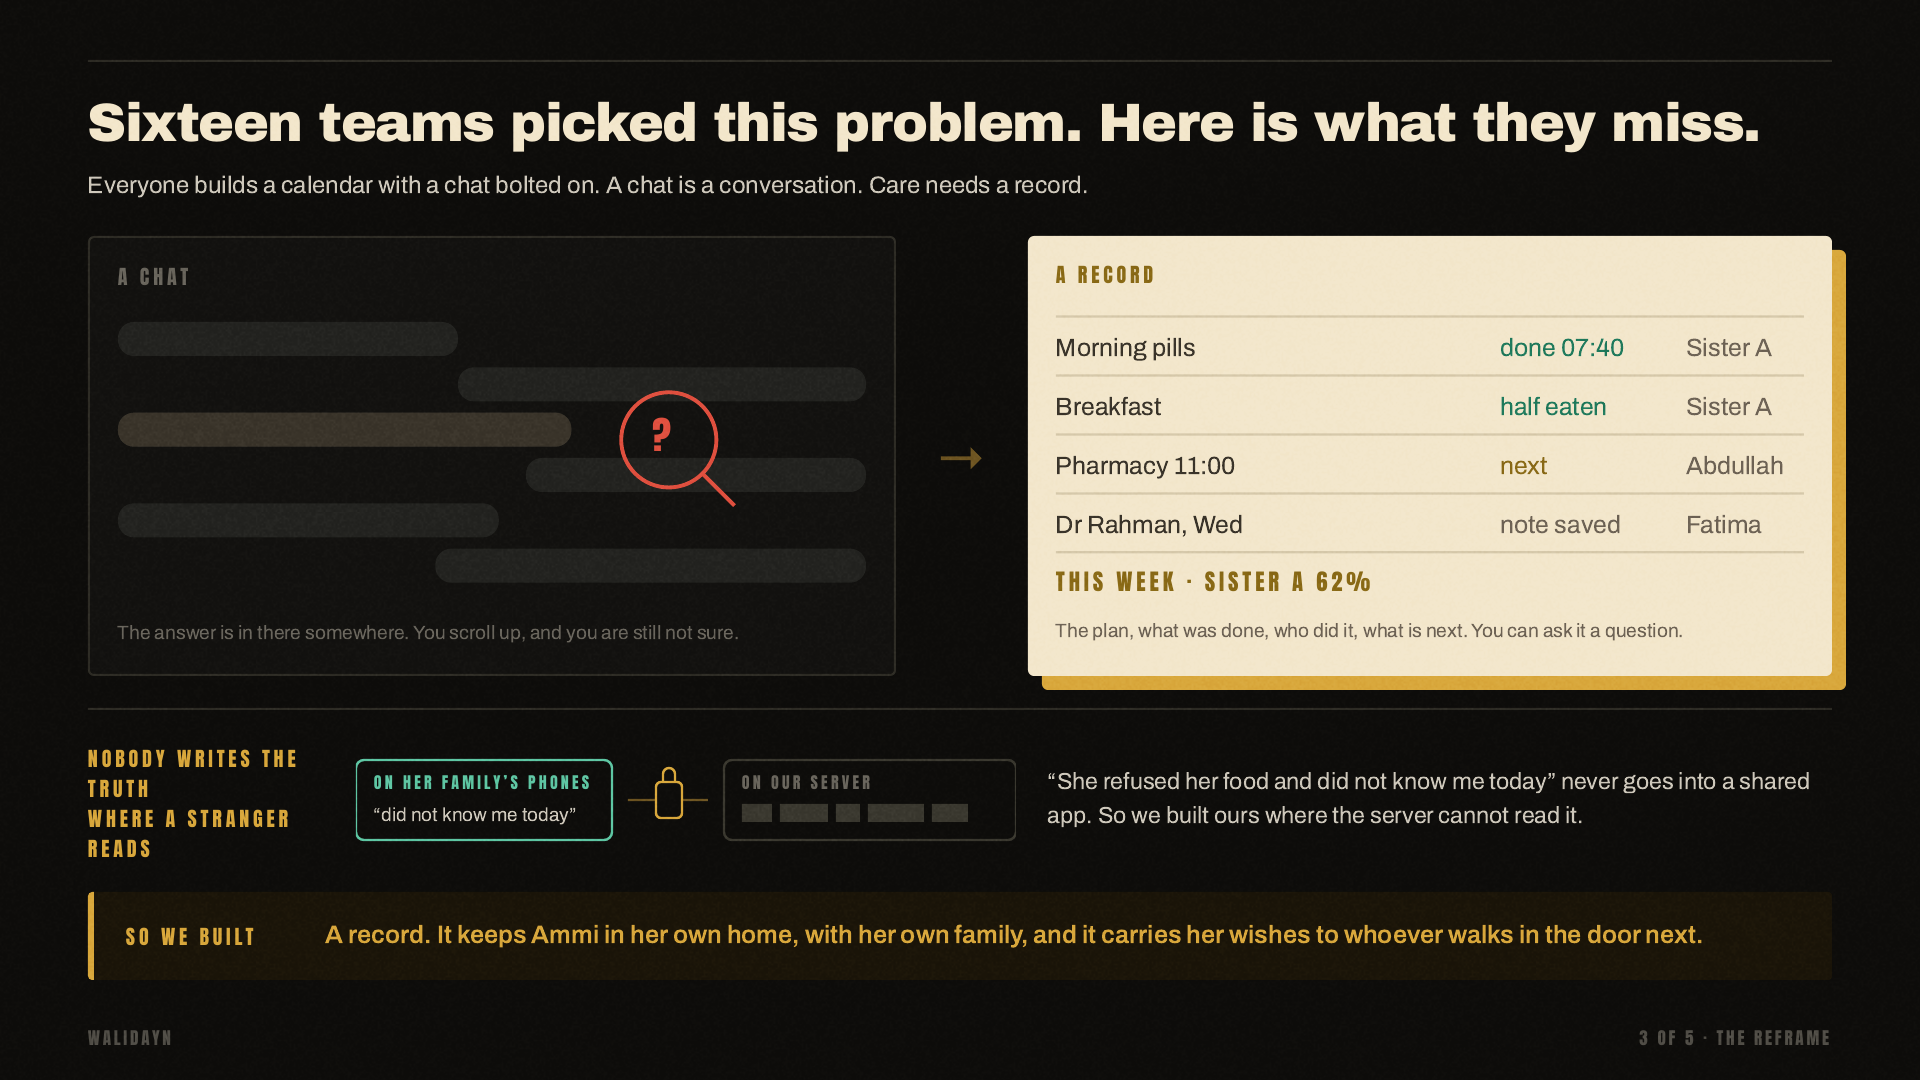 Sixteen teams picked this problem. Here is what they miss.
Everyone builds a calendar with a chat bolted on. A chat is a conversation. Care needs a record.
A CHAT
?
The answer is in there somewhere. You scroll up, and you are still not sure.
A RECORD
Morning pills done 07:40 Sister A
Breakfast half eaten Sister A
Pharmacy 11:00 next Abdullah
Dr Rahman, Wed note saved Fatima
THIS WEEK · SISTER A 62%
The plan, what was done, who did it, what is next. You can ask it a question.
NOBODY WRITES THE
TRUTH
WHERE A STRANGER
READS
ON HER FAMILY’S PHONES
“did not know me today”
ON OUR SERVER
“She refused her food and did not know me today” never goes into a shared
app. So we built ours where the server cannot read it.
SO WE BUILT
A record. It keeps Ammi in her own home, with her own family, and it carries her wishes to whoever walks in the door next.
WALIDAYN
3 OF 5 · THE REFRAME